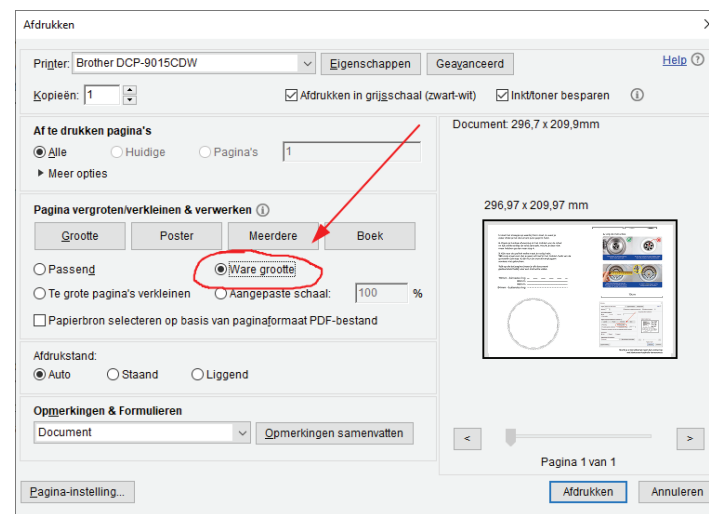 Afdrukken
Printer: Brother DCP-9015CDW Eigenschappen Geavanceerd Help
Kopieën: 1 Afdrukken in grijsschaal (zwart-wit) Inkt/toner besparen
Af te drukken pagina's
Alle Huidige Pagina's 1
Meer opties
Document: 296,7 x 209,9mm
296,97 x 209,97 mm
Pagina vergroten/verkleinen & verwerken
Grootte Poster Meerdere Boek
Passend Ware grootte
Te grote pagina's verkleinen Aangepaste schaal: 100 %
Papierbron selecteren op basis van paginaformaat PDF-bestand
Afdrukstand:
Auto Staand Liggend
Opmerkingen & Formulieren
Document Opmerkingen samenvatten
< >
Pagina 1 van 1
Pagina-instelling... Afdrukken Annuleren